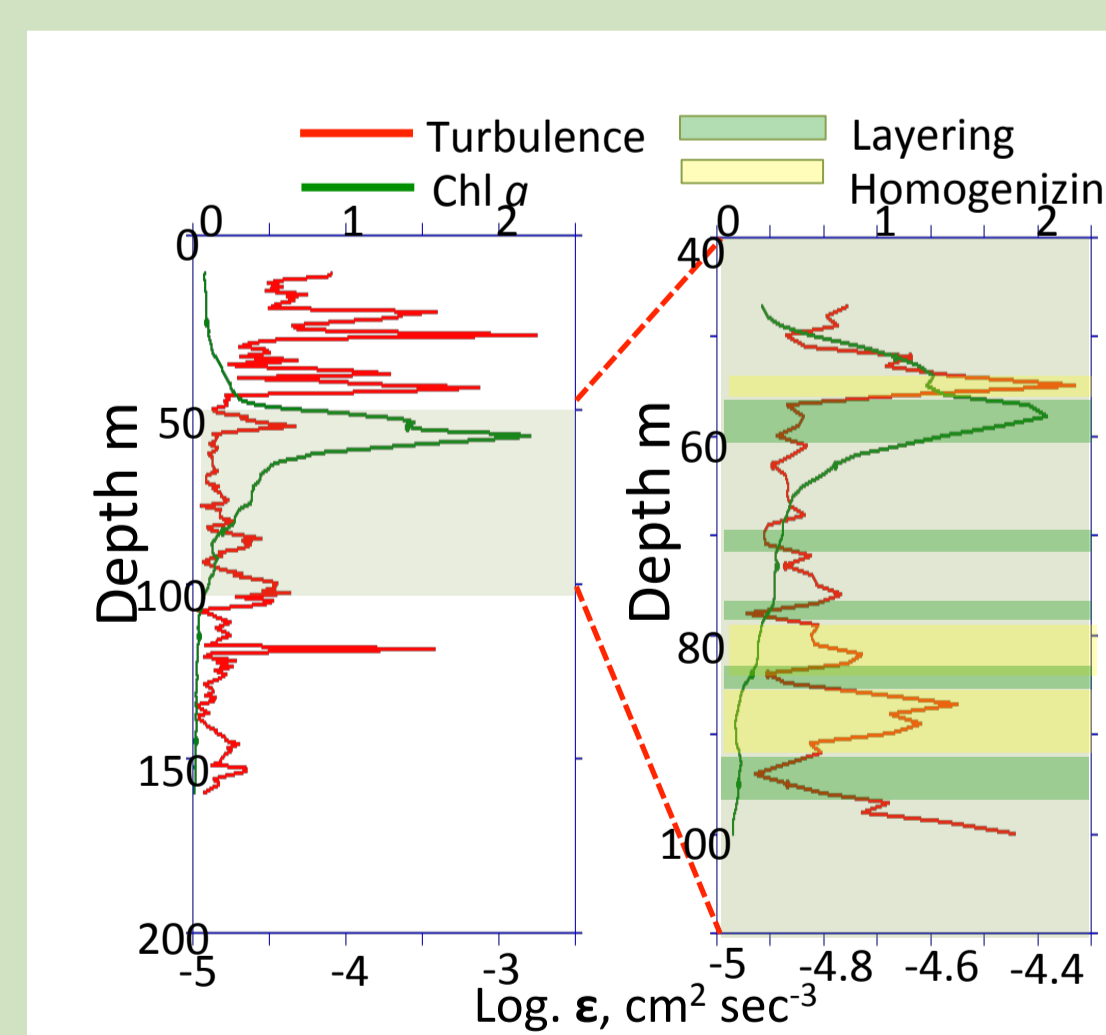 Turbulence
Chl a
Layering
Homogenizin
0 1 2
0
50
100
150
200
Depth m
-5 -4 -3
0 1 2
40
60
80
100
Depth m
-5 -4.8 -4.6 -4.4
Log. ε, cm² sec⁻³